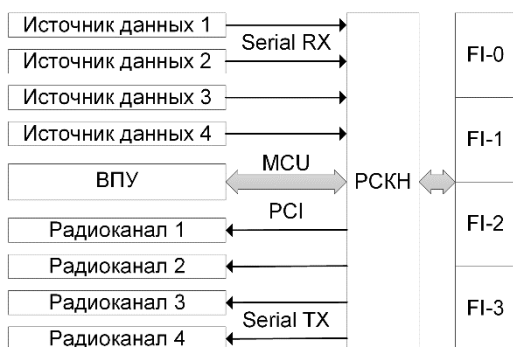 Источник данных 1
Serial RX
Источник данных 2
Источник данных 3
Источник данных 4
ВПУ
MCU
PCI
РСКН
Радиоканал 1
Радиоканал 2
Радиоканал 3
Serial TX
Радиоканал 4
FI-0
FI-1
FI-2
FI-3